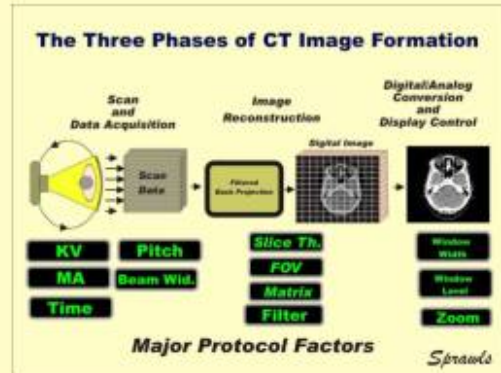 The Three Phases of CT Image Formation
Scan
and
Data Acquisition
Image
Reconstruction
Digital/Analog
Conversion
and
Display Control
Digital Image
Scan
Data
Filtered
Back Projection
KV
Pitch
MA
Beam Wid.
Time
Slice Th.
FOV
Matrix
Filter
Window
Width
Window
Level
Zoom
Major Protocol Factors
Sprawls